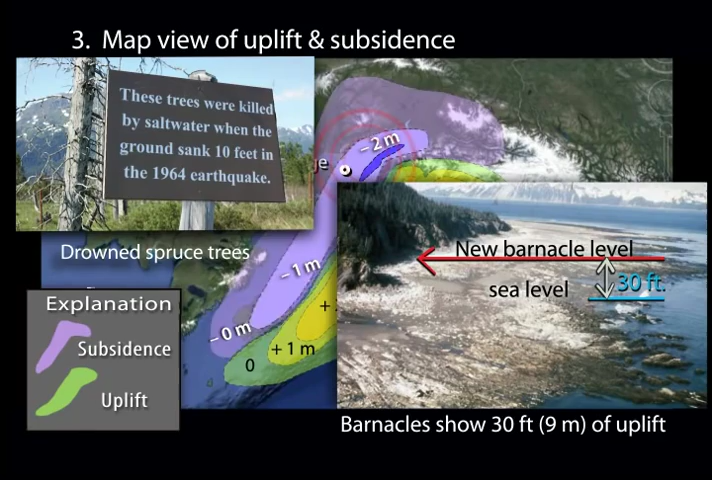 3. Map view of uplift & subsidence
These trees were killed
by saltwater when the
ground sank 10 feet in
the 1964 earthquake.
Drowned spruce trees
-2 m
-1 m
-0 m
+1 m
0
New barnacle level
sea level
30 ft.
Explanation
Subsidence
Uplift
Barnacles show 30 ft (9 m) of uplift